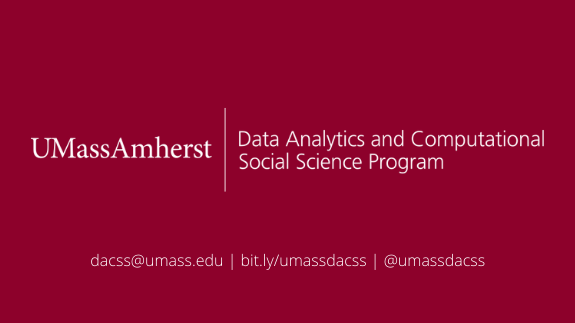 UMassAmherst
Data Analytics and Computational
Social Science Program
dacss@umass.edu | bit.ly/umassdacss | @umassdacss